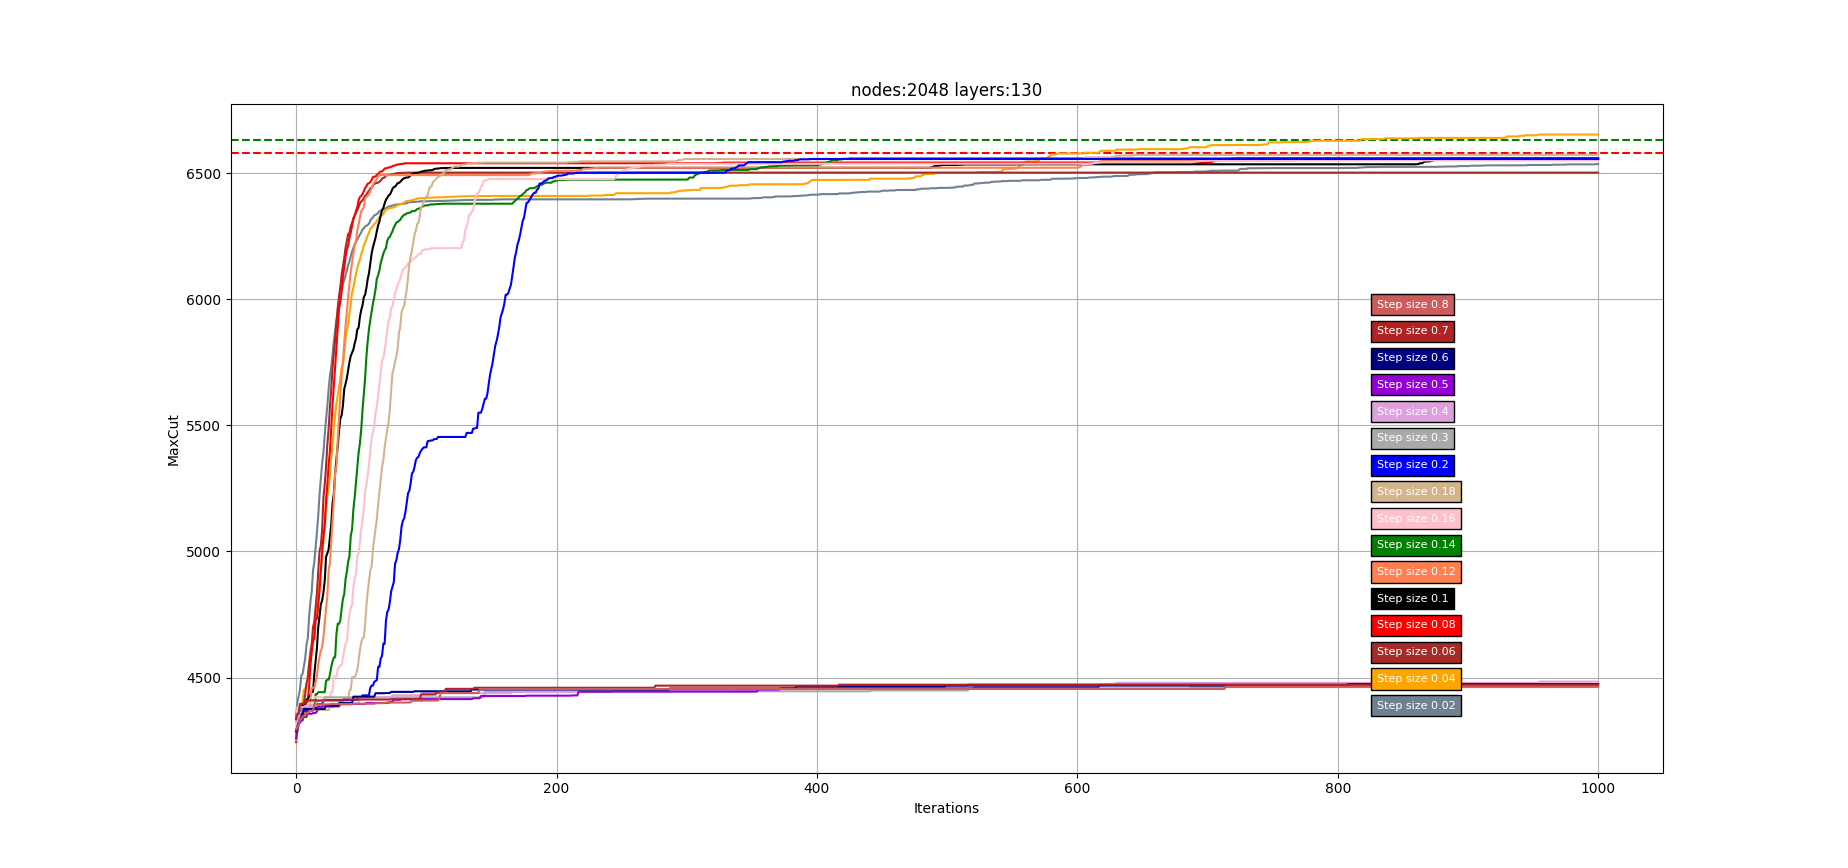 nodes:2048 layers:130
MaxCut
6500
6000
5500
5000
4500
0
200
400
600
800
1000
Iterations
Step size 0.8
Step size 0.7
Step size 0.6
Step size 0.5
Step size 0.4
Step size 0.3
Step size 0.2
Step size 0.18
Step size 0.16
Step size 0.14
Step size 0.12
Step size 0.1
Step size 0.08
Step size 0.06
Step size 0.04
Step size 0.02